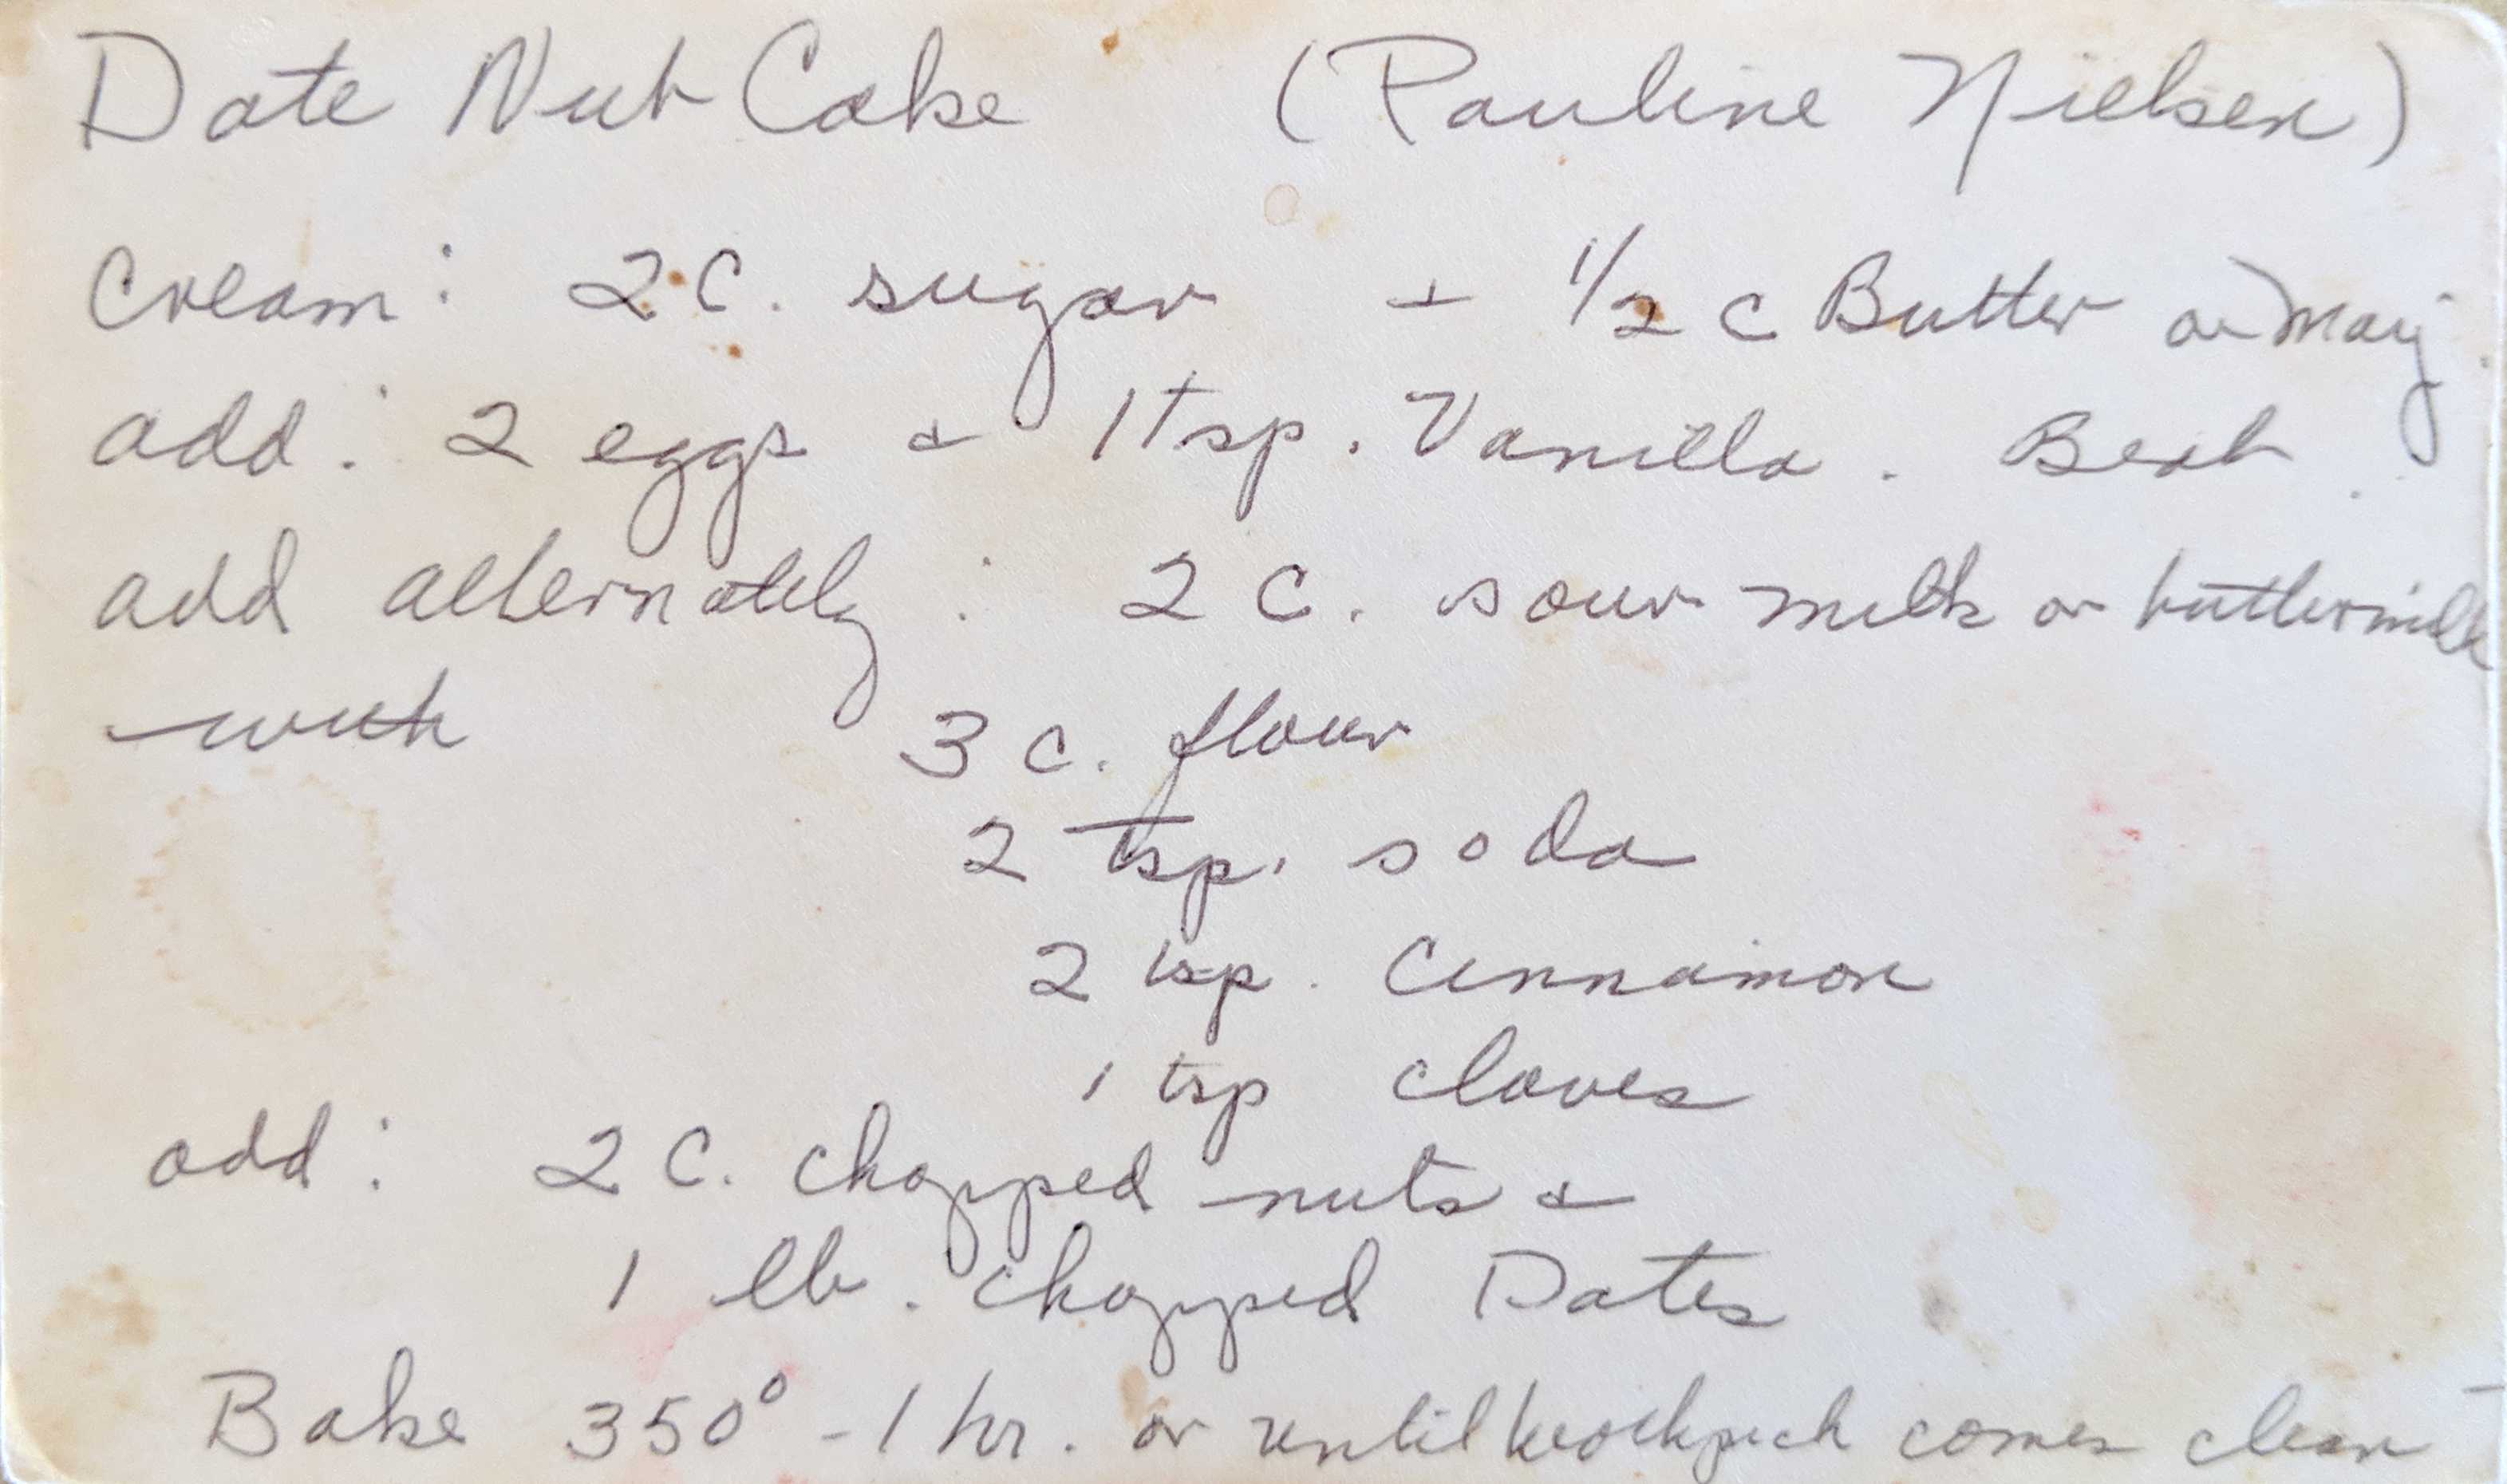 Date Nut Cake (Pauline Nielsen)
Cream: 2 C. sugar + 1/2 C Butter or Marj.
add: 2 eggs & 1 tsp. Vanilla. Beat.
add alternately: 2 C. sour milk or buttermilk
with 3 C. flour
2 tsp. soda
2 tsp. Cinnamon
1 tsp cloves
add: 2 C. chopped nuts &
1 lb. chopped Dates
Bake 350° - 1 hr. or until toothpick comes clean